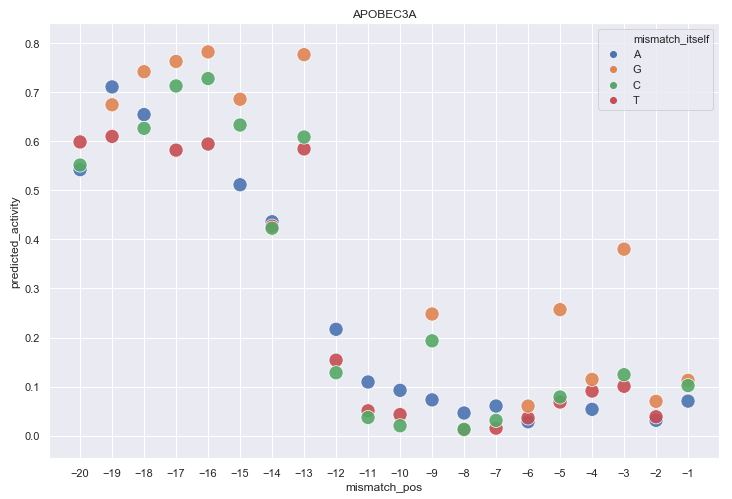 APOBEC3A
mismatch_itself
A
G
C
T
predicted_activity
0.8
0.7
0.6
0.5
0.4
0.3
0.2
0.1
0.0
−20 −19 −18 −17 −16 −15 −14 −13 −12 −11 −10 −9 −8 −7 −6 −5 −4 −3 −2 −1
mismatch_pos